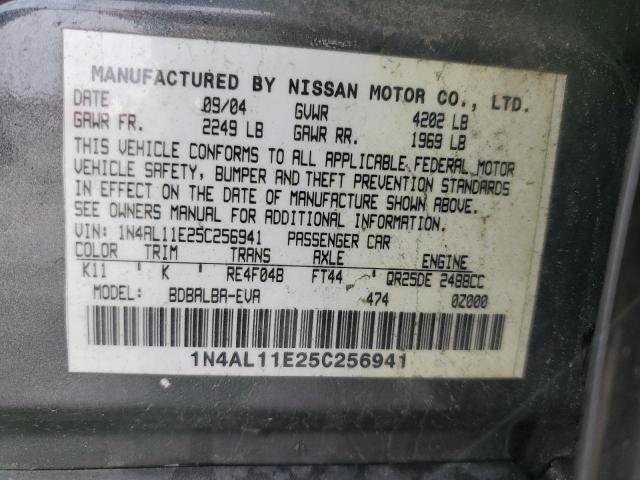 MANUFACTURED BY NISSAN MOTOR CO., LTD.
DATE 09/04 GVWR 4202 LB
GAWR FR. 2249 LB GAWR RR. 1969 LB
THIS VEHICLE CONFORMS TO ALL APPLICABLE FEDERAL MOTOR
VEHICLE SAFETY, BUMPER AND THEFT PREVENTION STANDARDS
IN EFFECT ON THE DATE OF MANUFACTURE SHOWN ABOVE.
SEE OWNERS MANUAL FOR ADDITIONAL INFORMATION.
VIN: 1N4AL11E25C256941 PASSENGER CAR
COLOR TRIM TRANS AXLE ENGINE
K11 K RE4F04B FT44 QR25DE 2488CC
MODEL: BDBALBA-EVA 474 0Z000
1N4AL11E25C256941